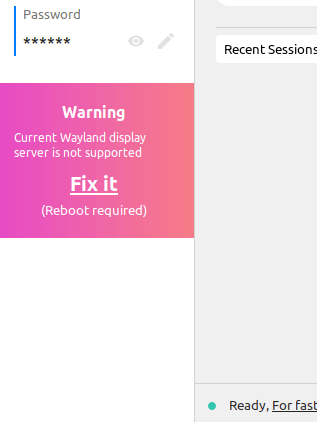 Password
******
Warning
Current Wayland display
server is not supported
Fix it
(Reboot required)
Recent Sessions
Ready, For fast